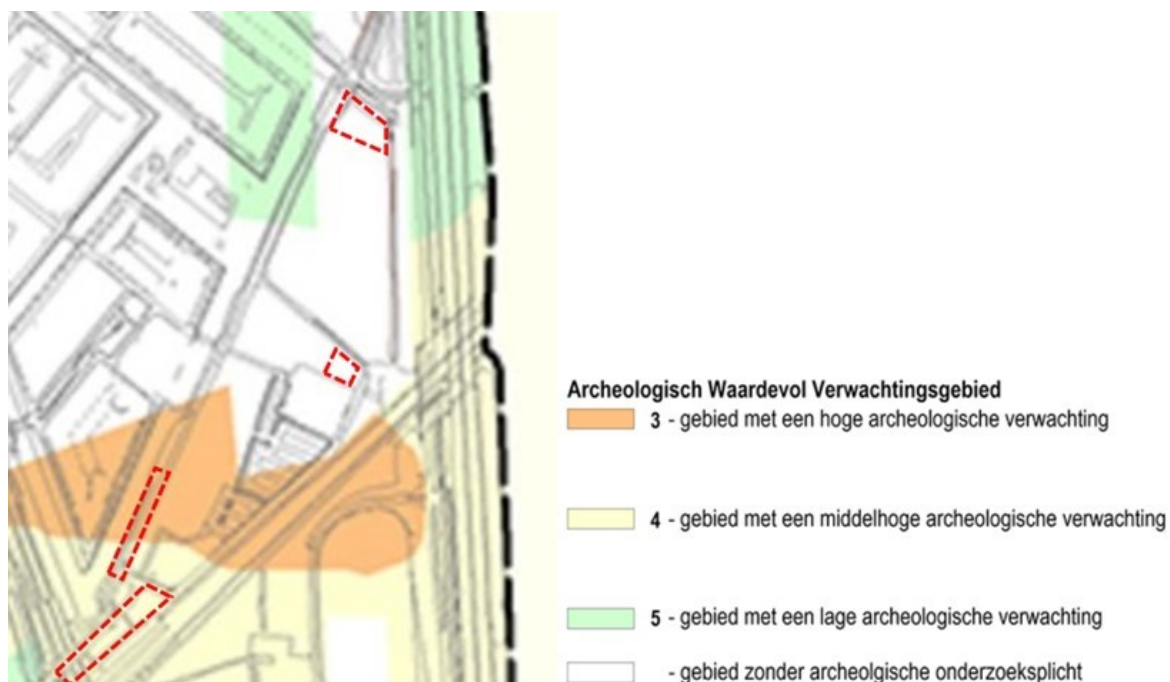 Archeologisch Waardevol Verwachtingsgebied
3 - gebied met een hoge archeologische verwachting
4 - gebied met een middelhoge archeologische verwachting
5 - gebied met een lage archeologische verwachting
- gebied zonder archeolgische onderzoeksplicht